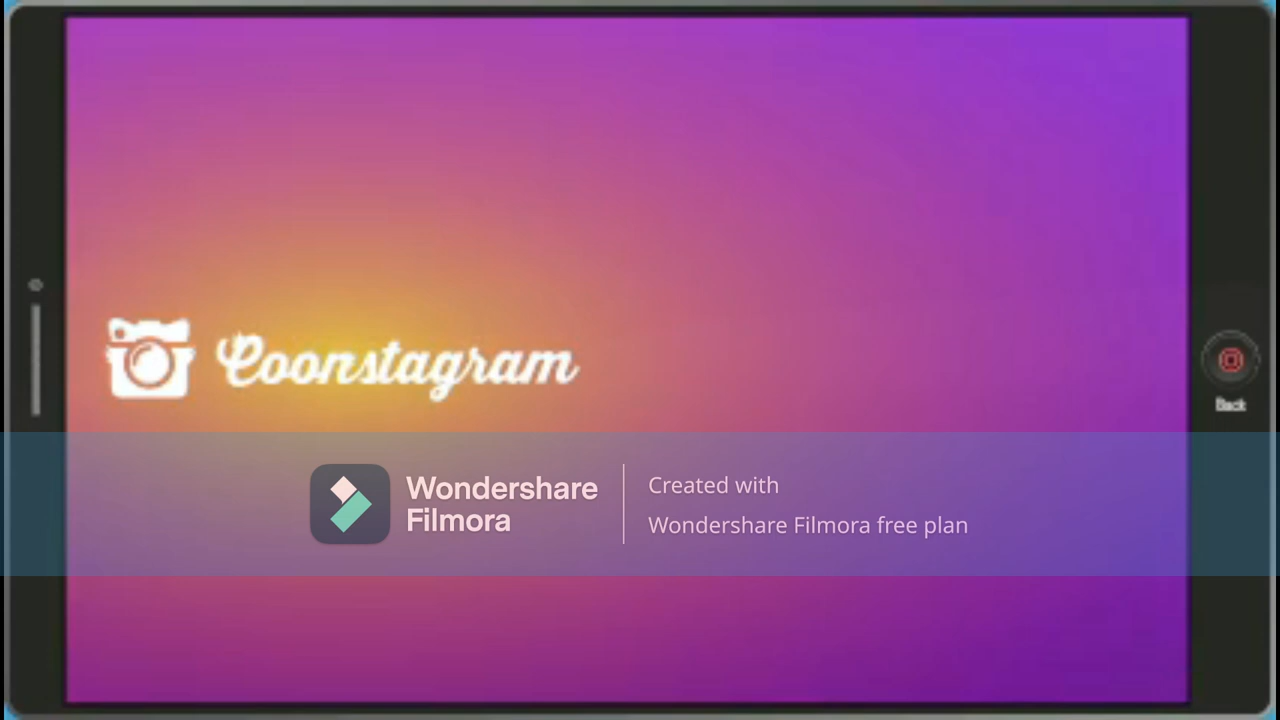 Coonstagram
Back
Wondershare
Filmora
Created with
Wondershare Filmora free plan